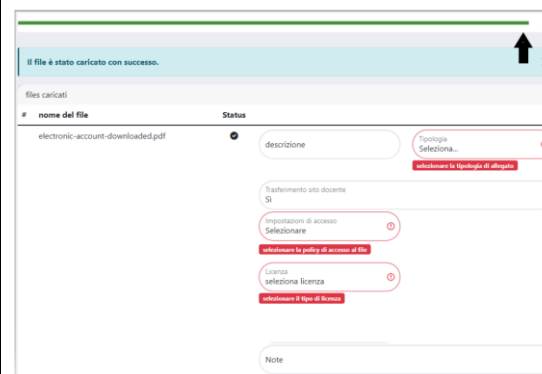 Il file è stato caricato con successo.
files caricati
# nome del file Status
electronic-account-downloaded.pdf
descrizione
Tipologia
Seleziona...
selezionare la tipologia di allegato
Trasferimento sito docente
Sì
Impostazioni di accesso
Selezionare
selezionare la policy di accesso al file
Licenza
seleziona licenza
selezionare il tipo di licenza
Note